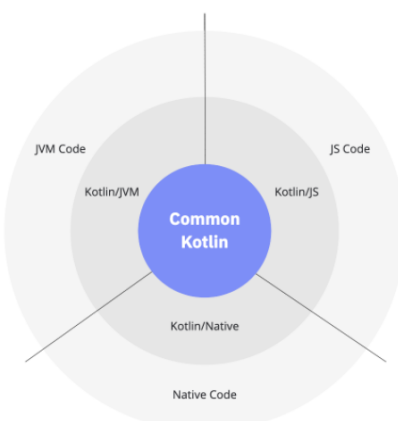 JVM Code
JS Code
Kotlin/JVM
Kotlin/JS
Common
Kotlin
Kotlin/Native
Native Code